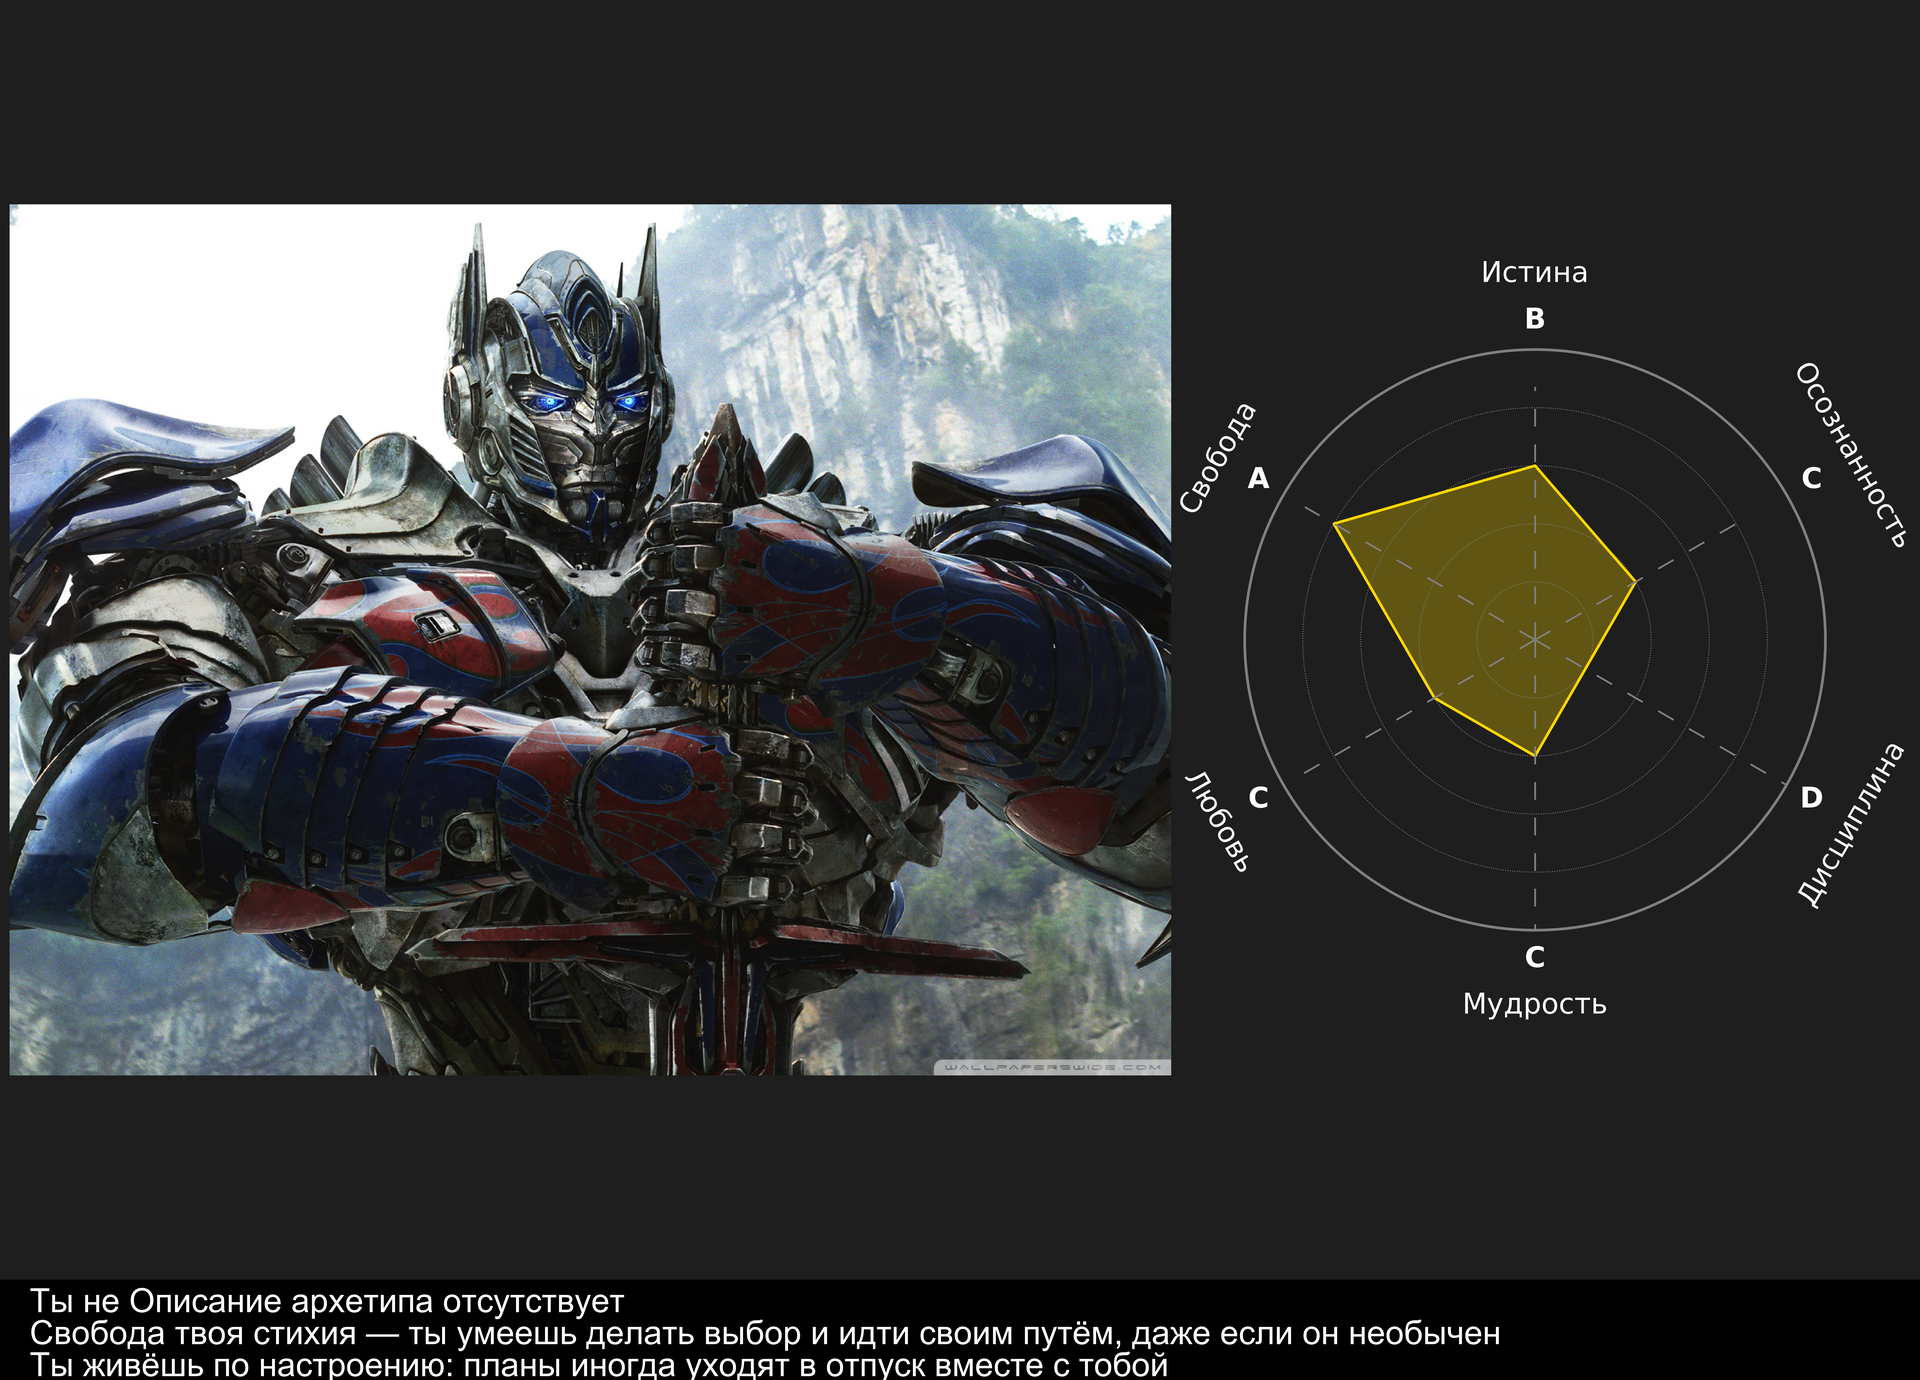 Истина
B
Осознанность
C
Свобода
A
Любовь
C
Дисциплина
D
C
Мудрость
WALLPAPERSWIDE.COM
Ты не Описание архетипа отсутствует
Свобода твоя стихия — ты умеешь делать выбор и идти своим путём, даже если он необычен
Ты живёшь по настроению: планы иногда уходят в отпуск вместе с тобой